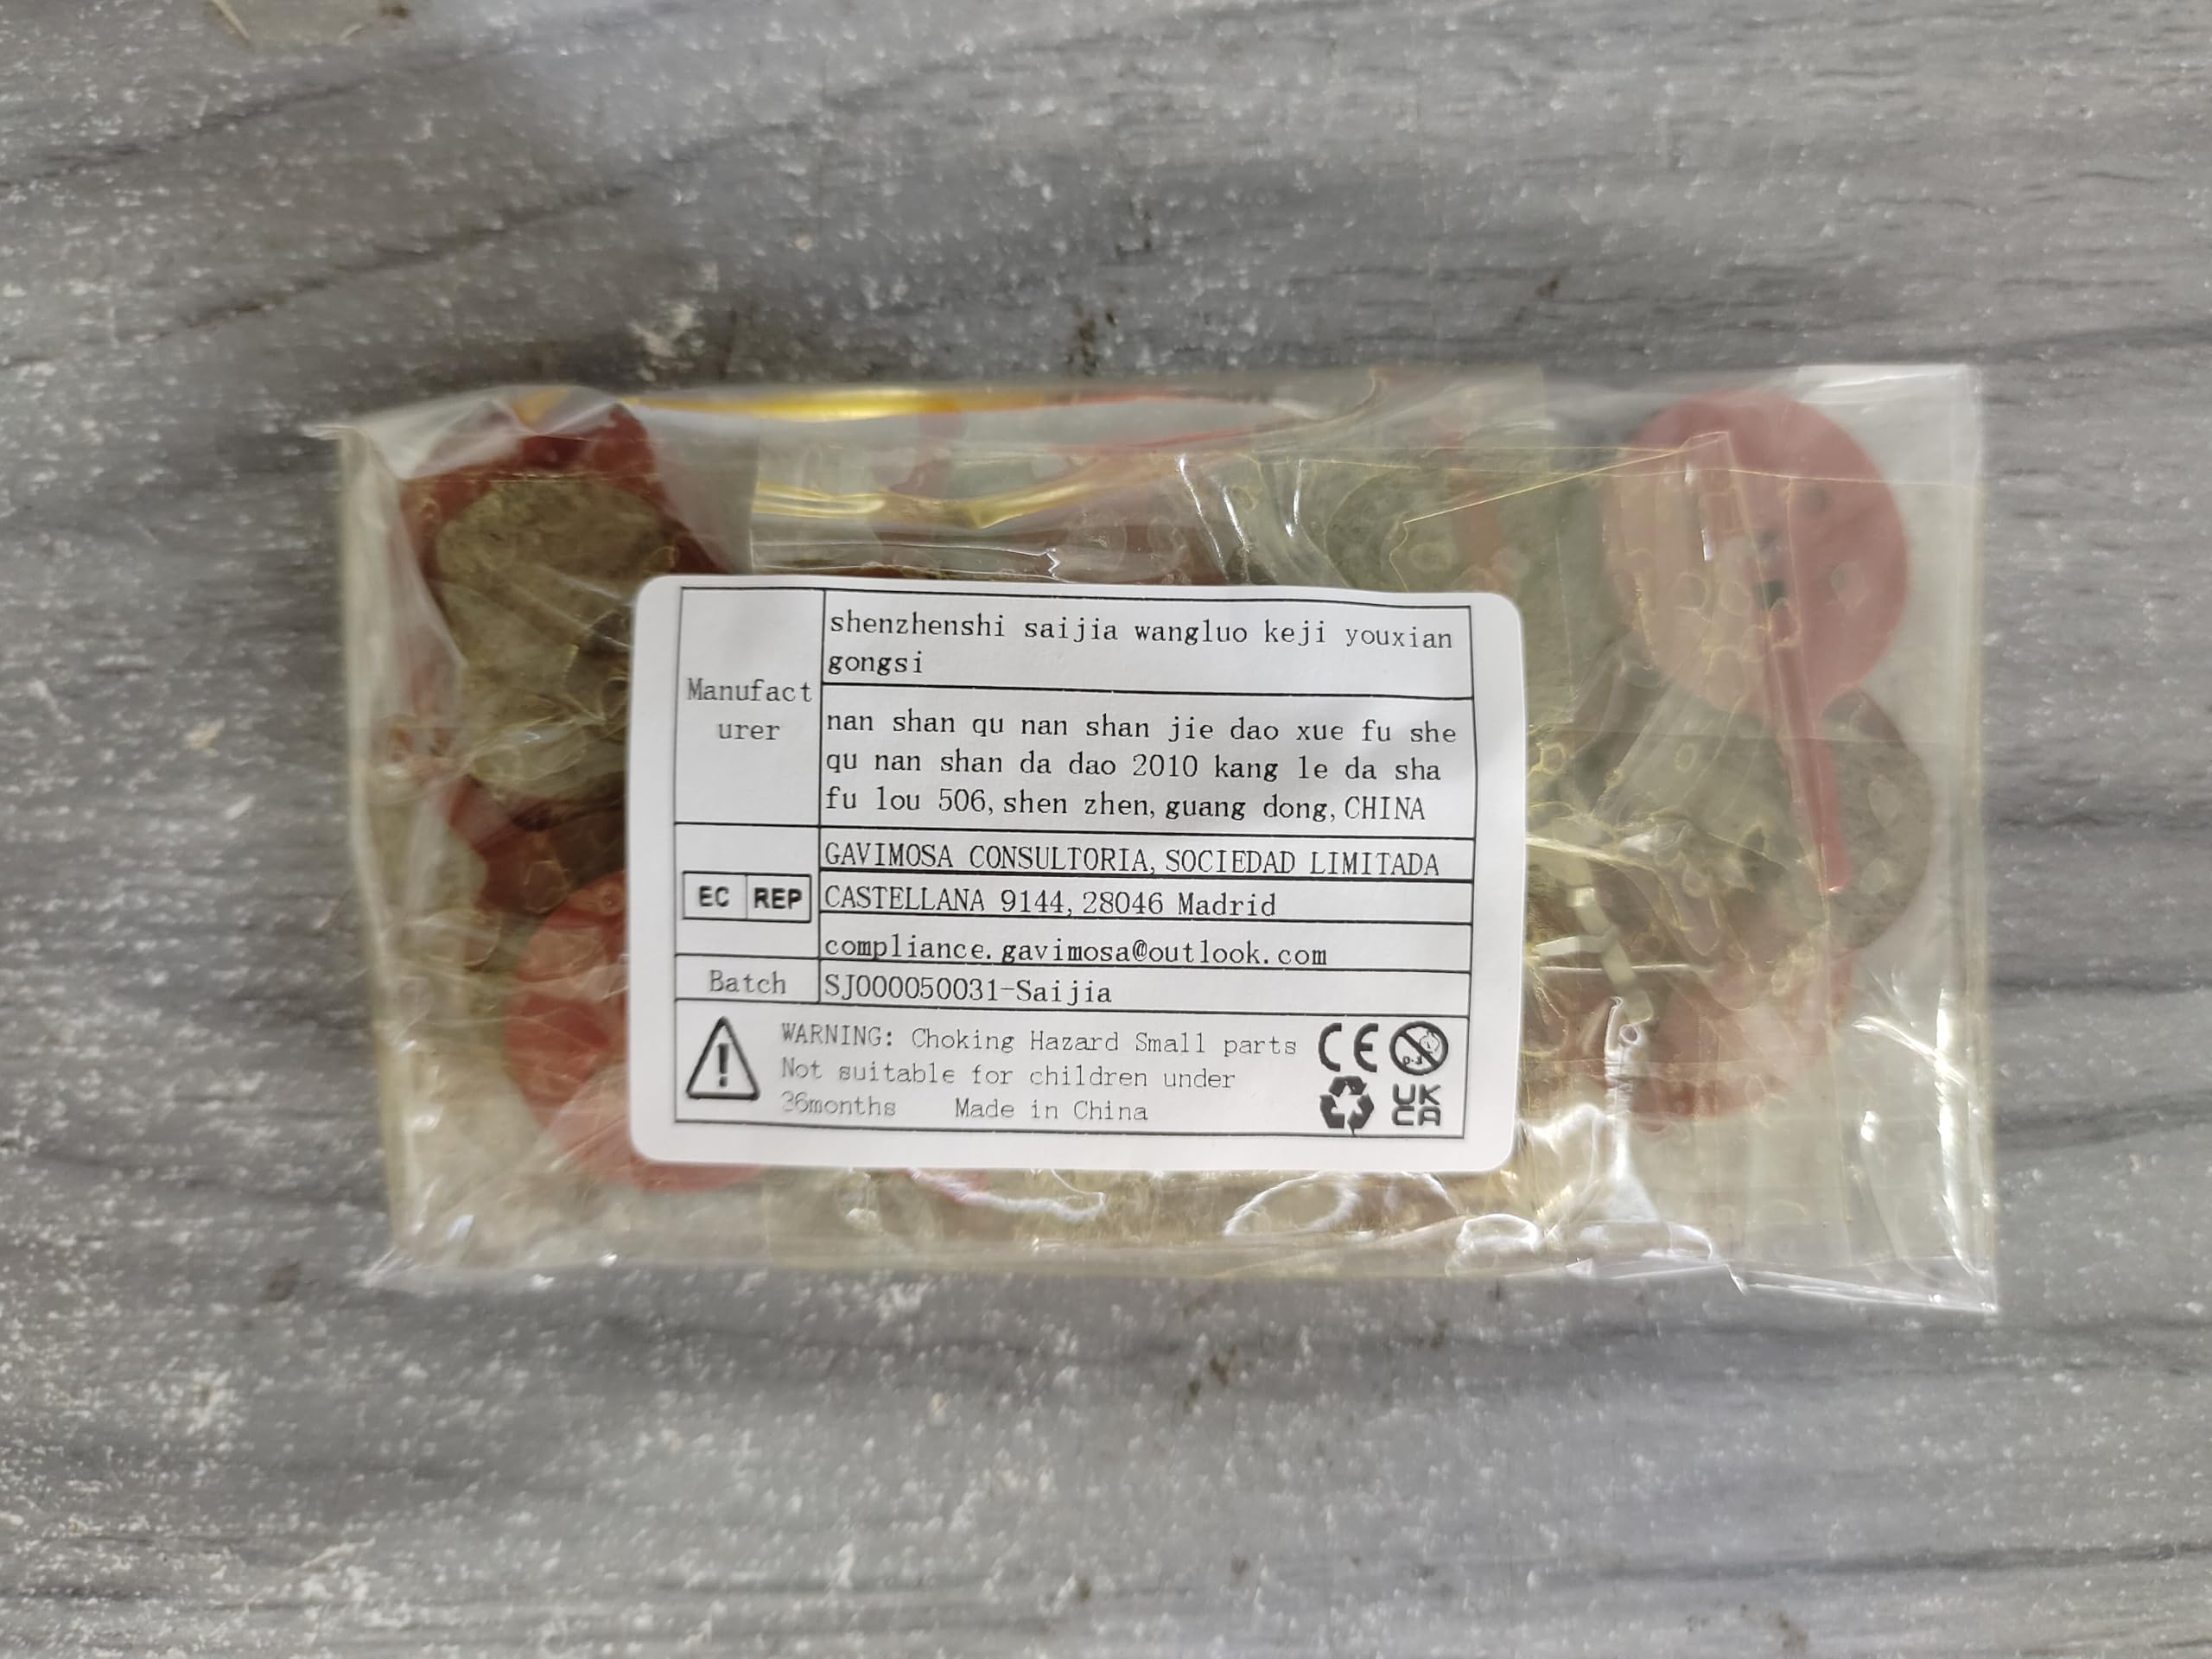 Manufact
urer
shenzhenshi saijia wangluo keji youxian
gongsi
nan shan qu nan shan jie dao xue fu she
qu nan shan da dao 2010 kang le da sha
fu lou 506, shen zhen, guang dong, CHINA
EC REP
GAVIMOSA CONSULTORIA, SOCIEDAD LIMITADA
CASTELLANA 9144, 28046 Madrid
compliance.gavimosa@outlook.com
Batch SJ000050031-Saijia
WARNING: Choking Hazard Small parts
Not suitable for children under
36months Made in China
CE
0-3
UK
CA